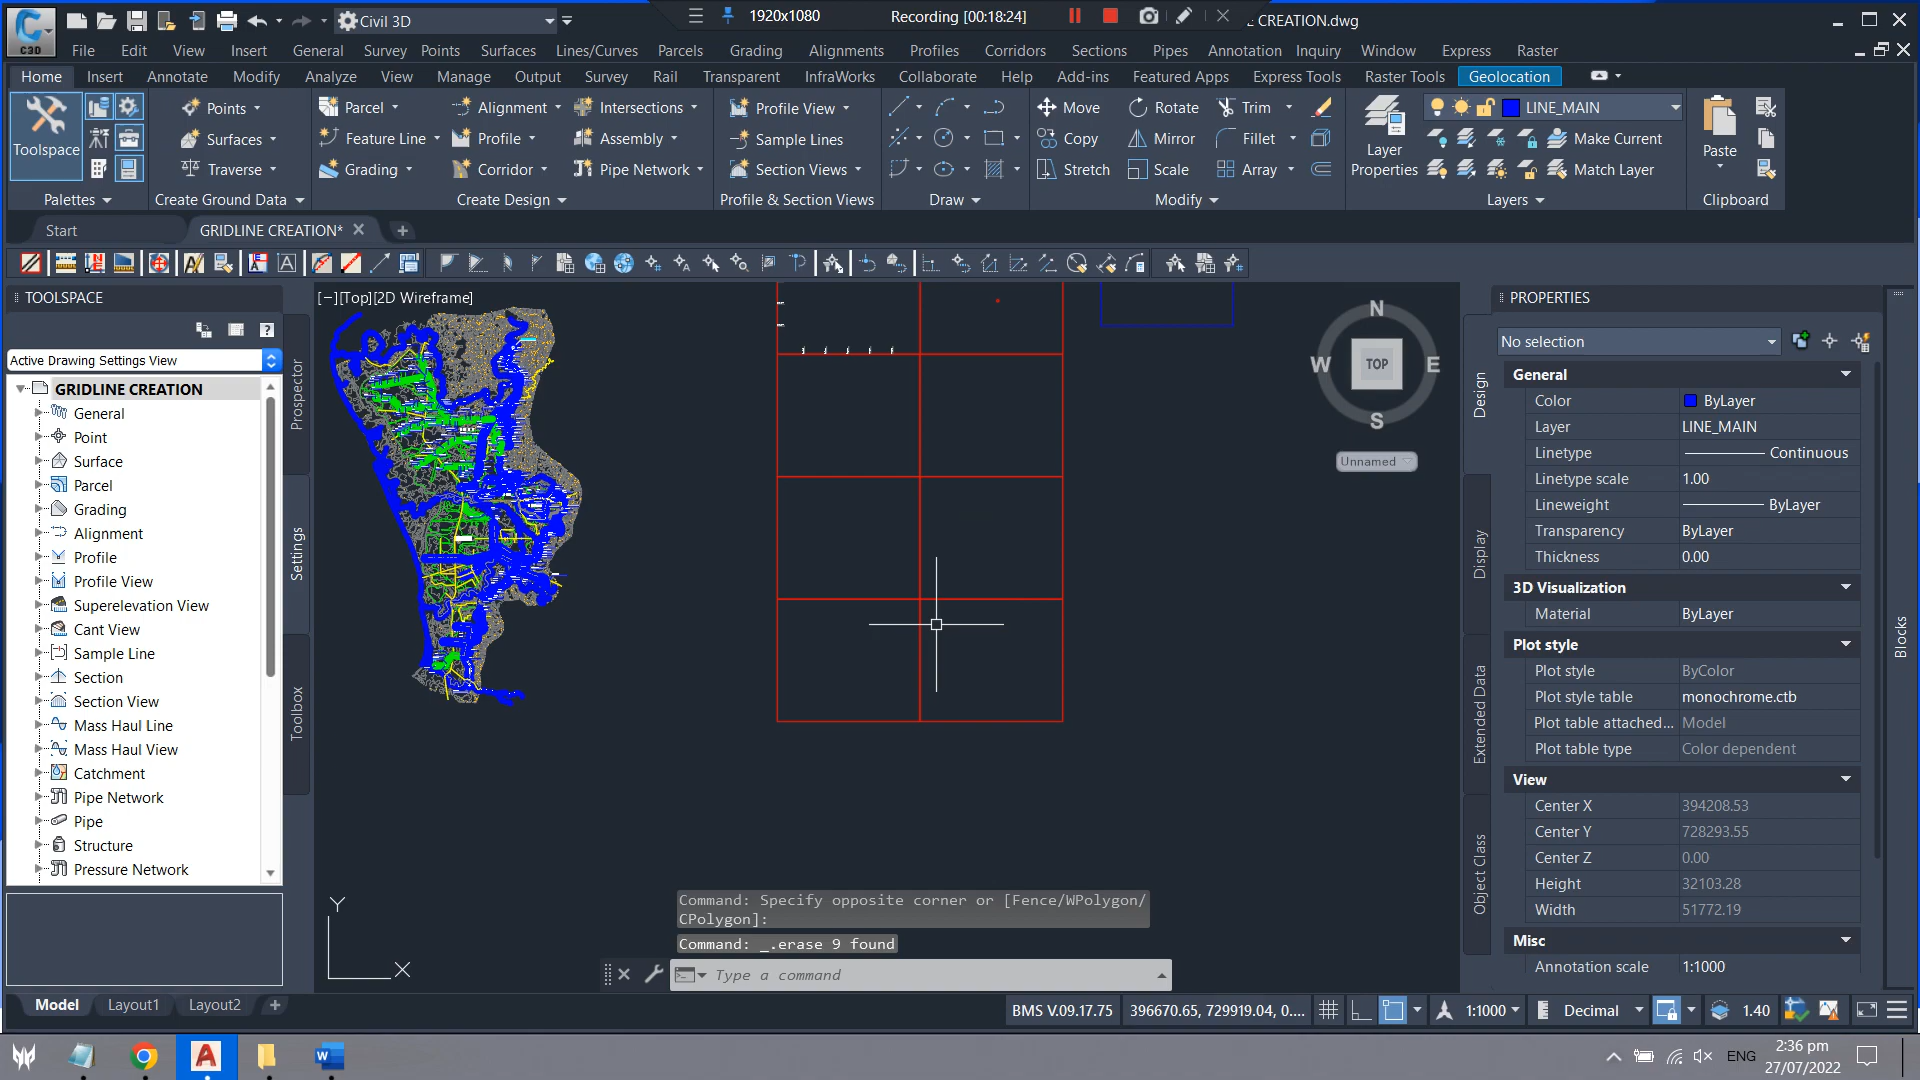 1920x1080
Recording [00:18:24]
C3D
Civil 3D
E CREATION.dwg
File Edit View Insert General Survey Points Surfaces Lines/Curves Parcels Grading Alignments Profiles Corridors Sections Pipes Annotation Inquiry Window Express Raster
Home Insert Annotate Modify Analyze View Manage Output Survey Rail Transparent InfraWorks Collaborate Help Add-ins Featured Apps Express Tools Raster Tools Geolocation
Points Parcel Alignment Intersections Profile View Move Rotate Trim LINE_MAIN
Toolspace Surfaces Feature Line Profile Assembly Sample Lines Copy Mirror Fillet Layer Properties Make Current Paste
Traverse Grading Corridor Pipe Network Section Views Stretch Scale Array Match Layer
Palettes Create Ground Data Create Design Profile & Section Views Draw Modify Layers Clipboard
Start GRIDLINE CREATION*
TOOLSPACE
Active Drawing Settings View
GRIDLINE CREATION
General
Point
Surface
Parcel
Grading
Alignment
Profile
Profile View
Superelevation View
Cant View
Sample Line
Section
Section View
Mass Haul Line
Mass Haul View
Catchment
Pipe Network
Pipe
Structure
Pressure Network
Prospector
Settings
Toolbox
[−][Top][2D Wireframe]
N
W
TOP
E
S
Unnamed
Y
X
Command: Specify opposite corner or [Fence/WPolygon/
CPolygon]:
Command: _.erase 9 found
Type a command
PROPERTIES
No selection
Design
Display
Extended Data
Object Class
Blocks
General
Color ByLayer
Layer LINE_MAIN
Linetype Continuous
Linetype scale 1.00
Lineweight ByLayer
Transparency ByLayer
Thickness 0.00
3D Visualization
Material ByLayer
Plot style
Plot style ByColor
Plot style table monochrome.ctb
Plot table attached... Model
Plot table type Color dependent
View
Center X 394208.53
Center Y 728293.55
Center Z 0.00
Height 32103.28
Width 51772.19
Misc
Annotation scale 1:1000
Model Layout1 Layout2
BMS V.09.17.75 396670.65, 729919.04, 0.... 1:1000 Decimal 1.40
ENG
2:36 pm
27/07/2022